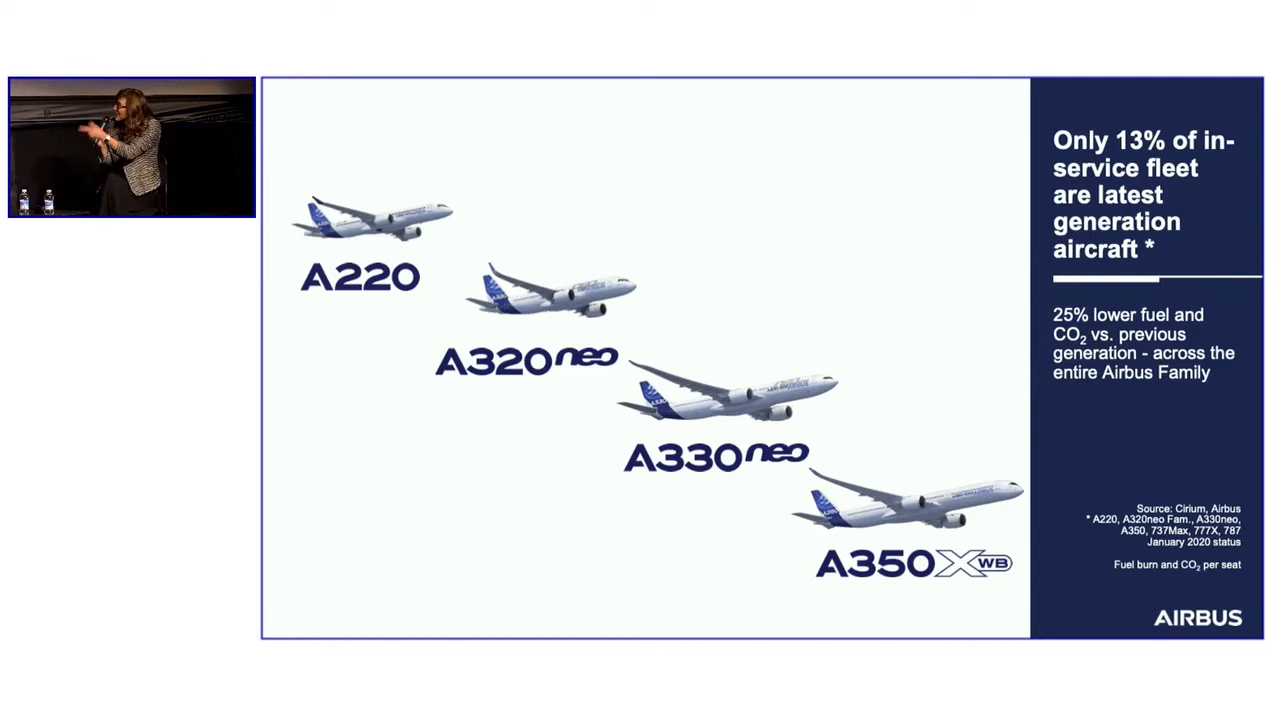 A220
A320neo
A330neo
A350XWB
Only 13% of in-
service fleet
are latest
generation
aircraft *
25% lower fuel and
CO₂ vs. previous
generation - across the
entire Airbus Family
Source: Cirium, Airbus
* A220, A320neo Fam., A330neo,
A350, 737Max, 777X, 787
January 2020 status
Fuel burn and CO₂ per seat
AIRBUS